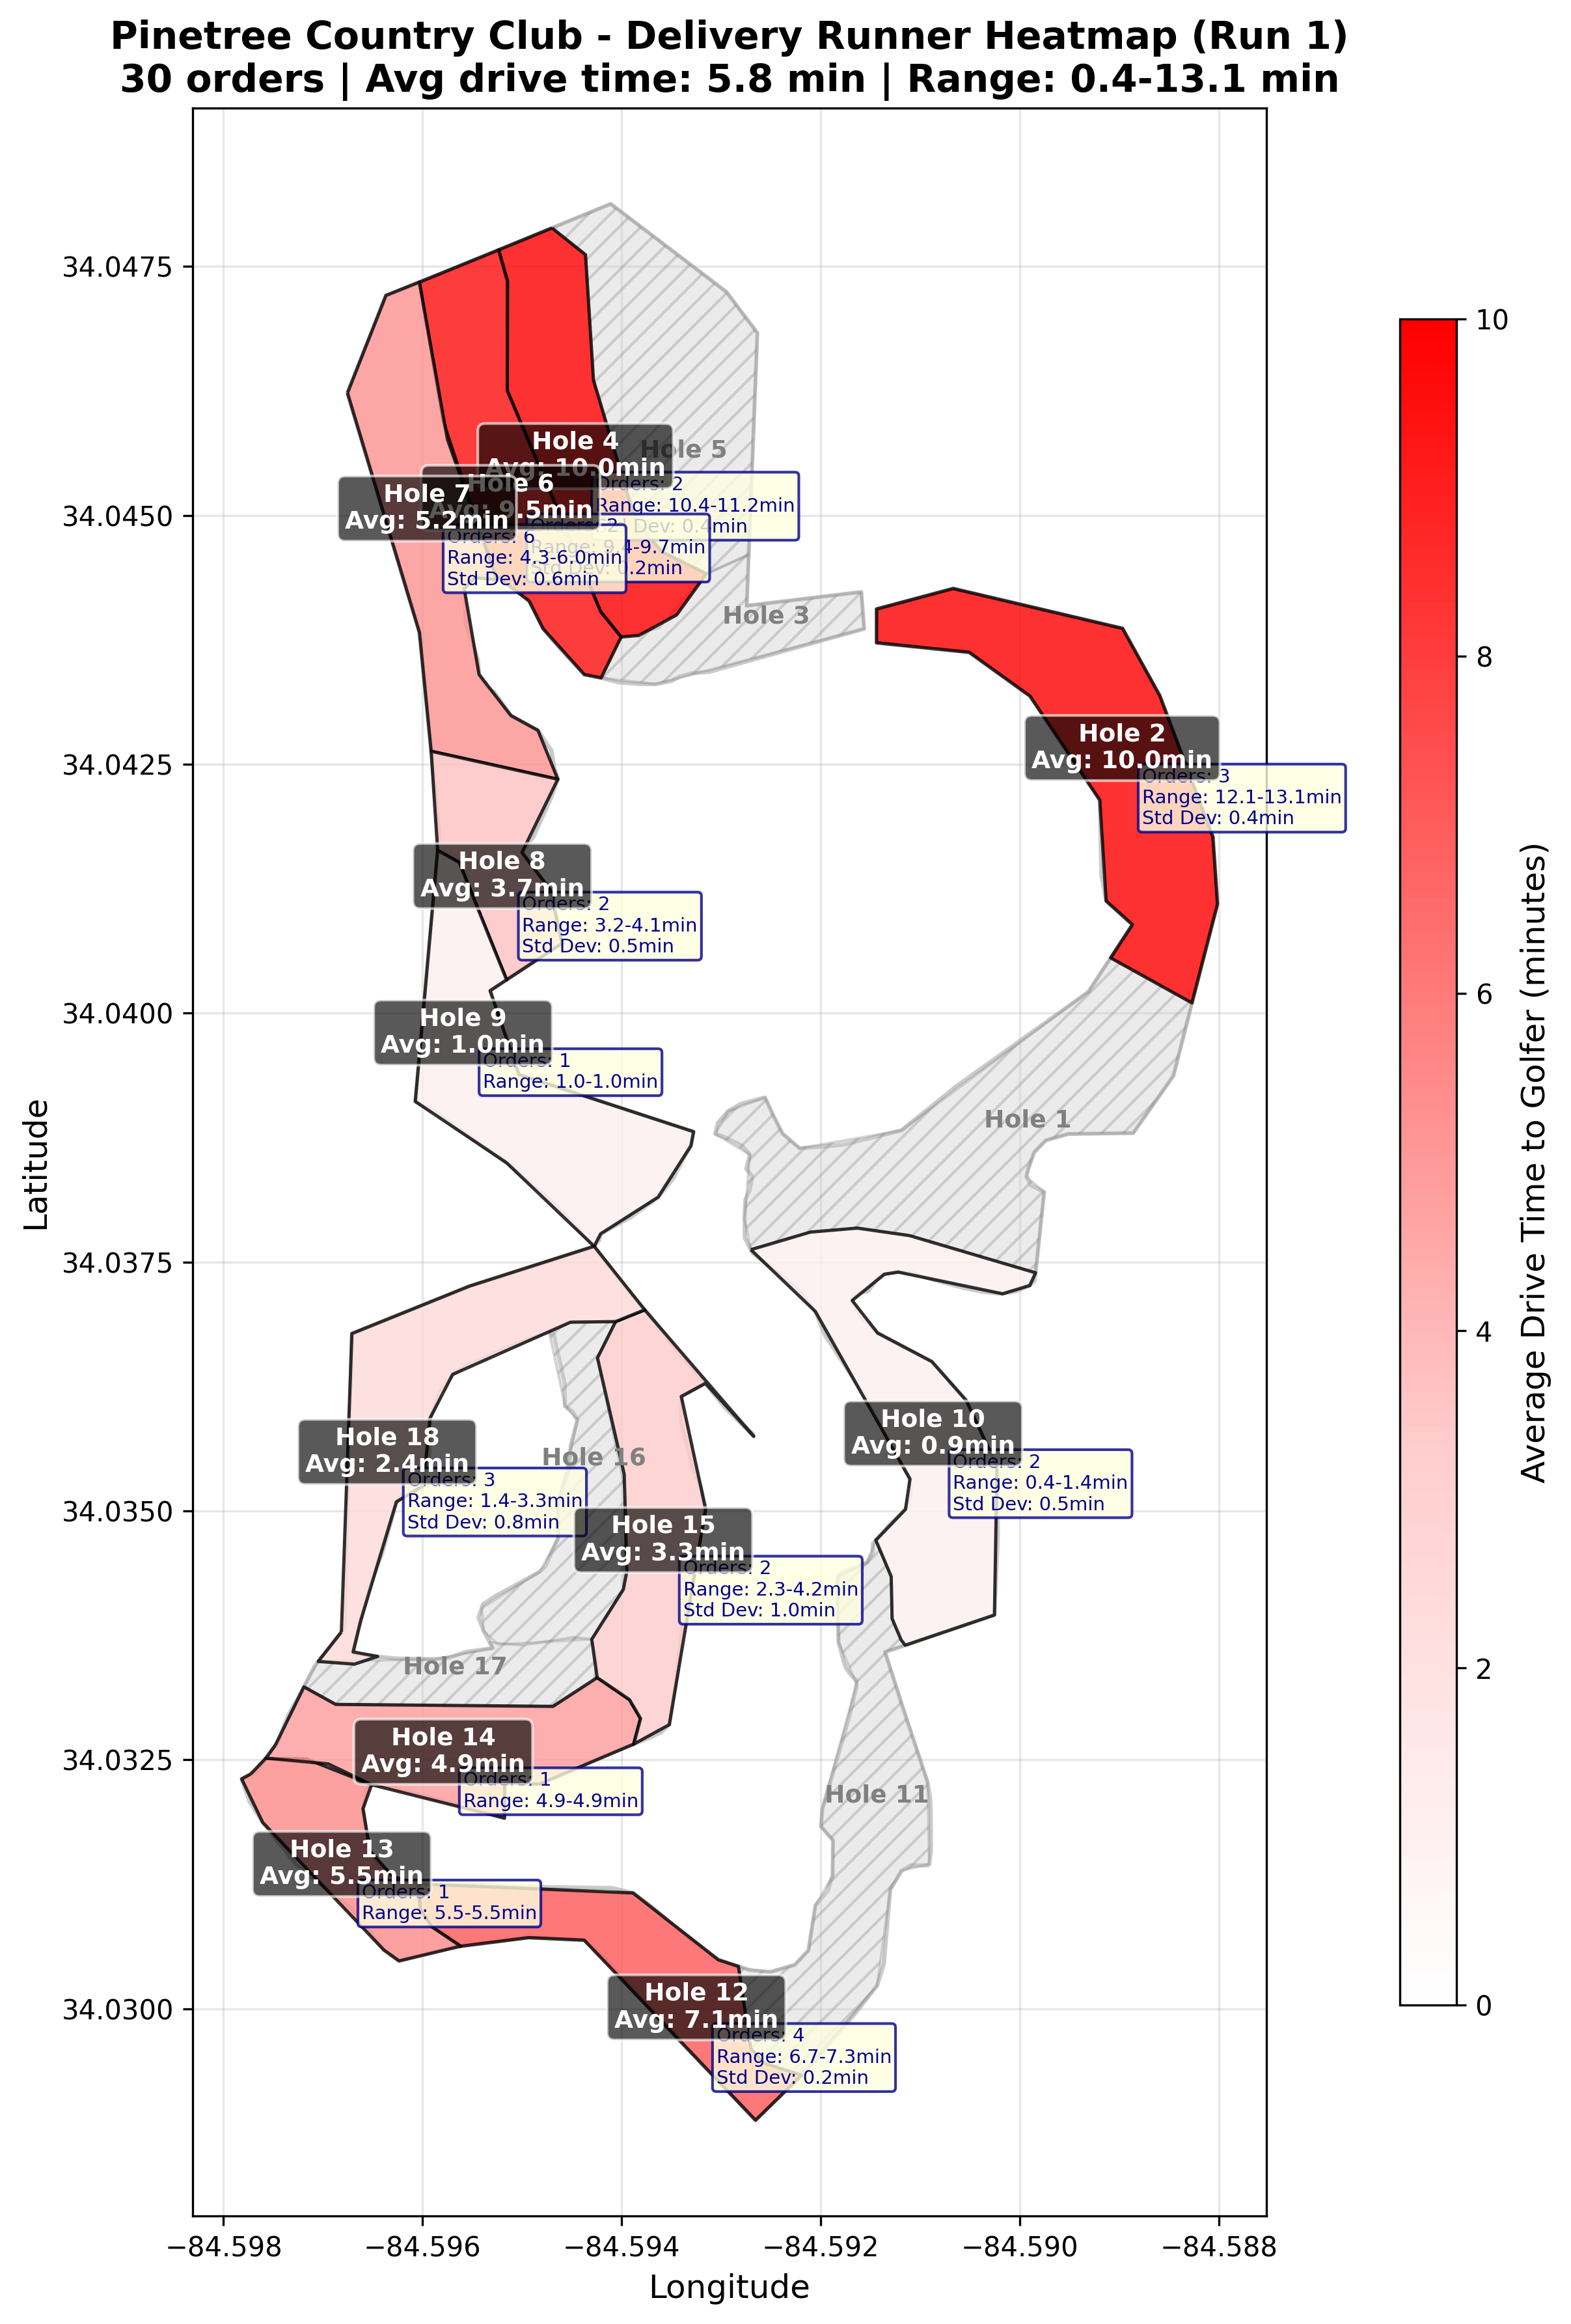 Pinetree Country Club - Delivery Runner Heatmap (Run 1)
30 orders | Avg drive time: 5.8 min | Range: 0.4-13.1 min
Latitude
34.0475
34.0450
34.0425
34.0400
34.0375
34.0350
34.0325
34.0300
Hole 4
Avg: 10.0min
Hole 5
Orders: 2
Range: 10.4-11.2min
Std Dev: 0.4min
Hole 6
Avg: 9.5min
Orders: 2
Range: 9.4-9.7min
Std Dev: 0.2min
Hole 7
Avg: 5.2min
Orders: 6
Range: 4.3-6.0min
Std Dev: 0.6min
Hole 3
Hole 2
Avg: 10.0min
Orders: 3
Range: 12.1-13.1min
Std Dev: 0.4min
Hole 8
Avg: 3.7min
Orders: 2
Range: 3.2-4.1min
Std Dev: 0.5min
Hole 9
Avg: 1.0min
Orders: 1
Range: 1.0-1.0min
Hole 1
Hole 10
Avg: 0.9min
Orders: 2
Range: 0.4-1.4min
Std Dev: 0.5min
Hole 18
Avg: 2.4min
Orders: 3
Range: 1.4-3.3min
Std Dev: 0.8min
Hole 16
Hole 15
Avg: 3.3min
Orders: 2
Range: 2.3-4.2min
Std Dev: 1.0min
Hole 17
Hole 14
Avg: 4.9min
Orders: 1
Range: 4.9-4.9min
Hole 11
Hole 13
Avg: 5.5min
Orders: 1
Range: 5.5-5.5min
Hole 12
Avg: 7.1min
Orders: 4
Range: 6.7-7.3min
Std Dev: 0.2min
−84.598
−84.596
−84.594
−84.592
−84.590
−84.588
Longitude
10
8
6
4
2
0
Average Drive Time to Golfer (minutes)